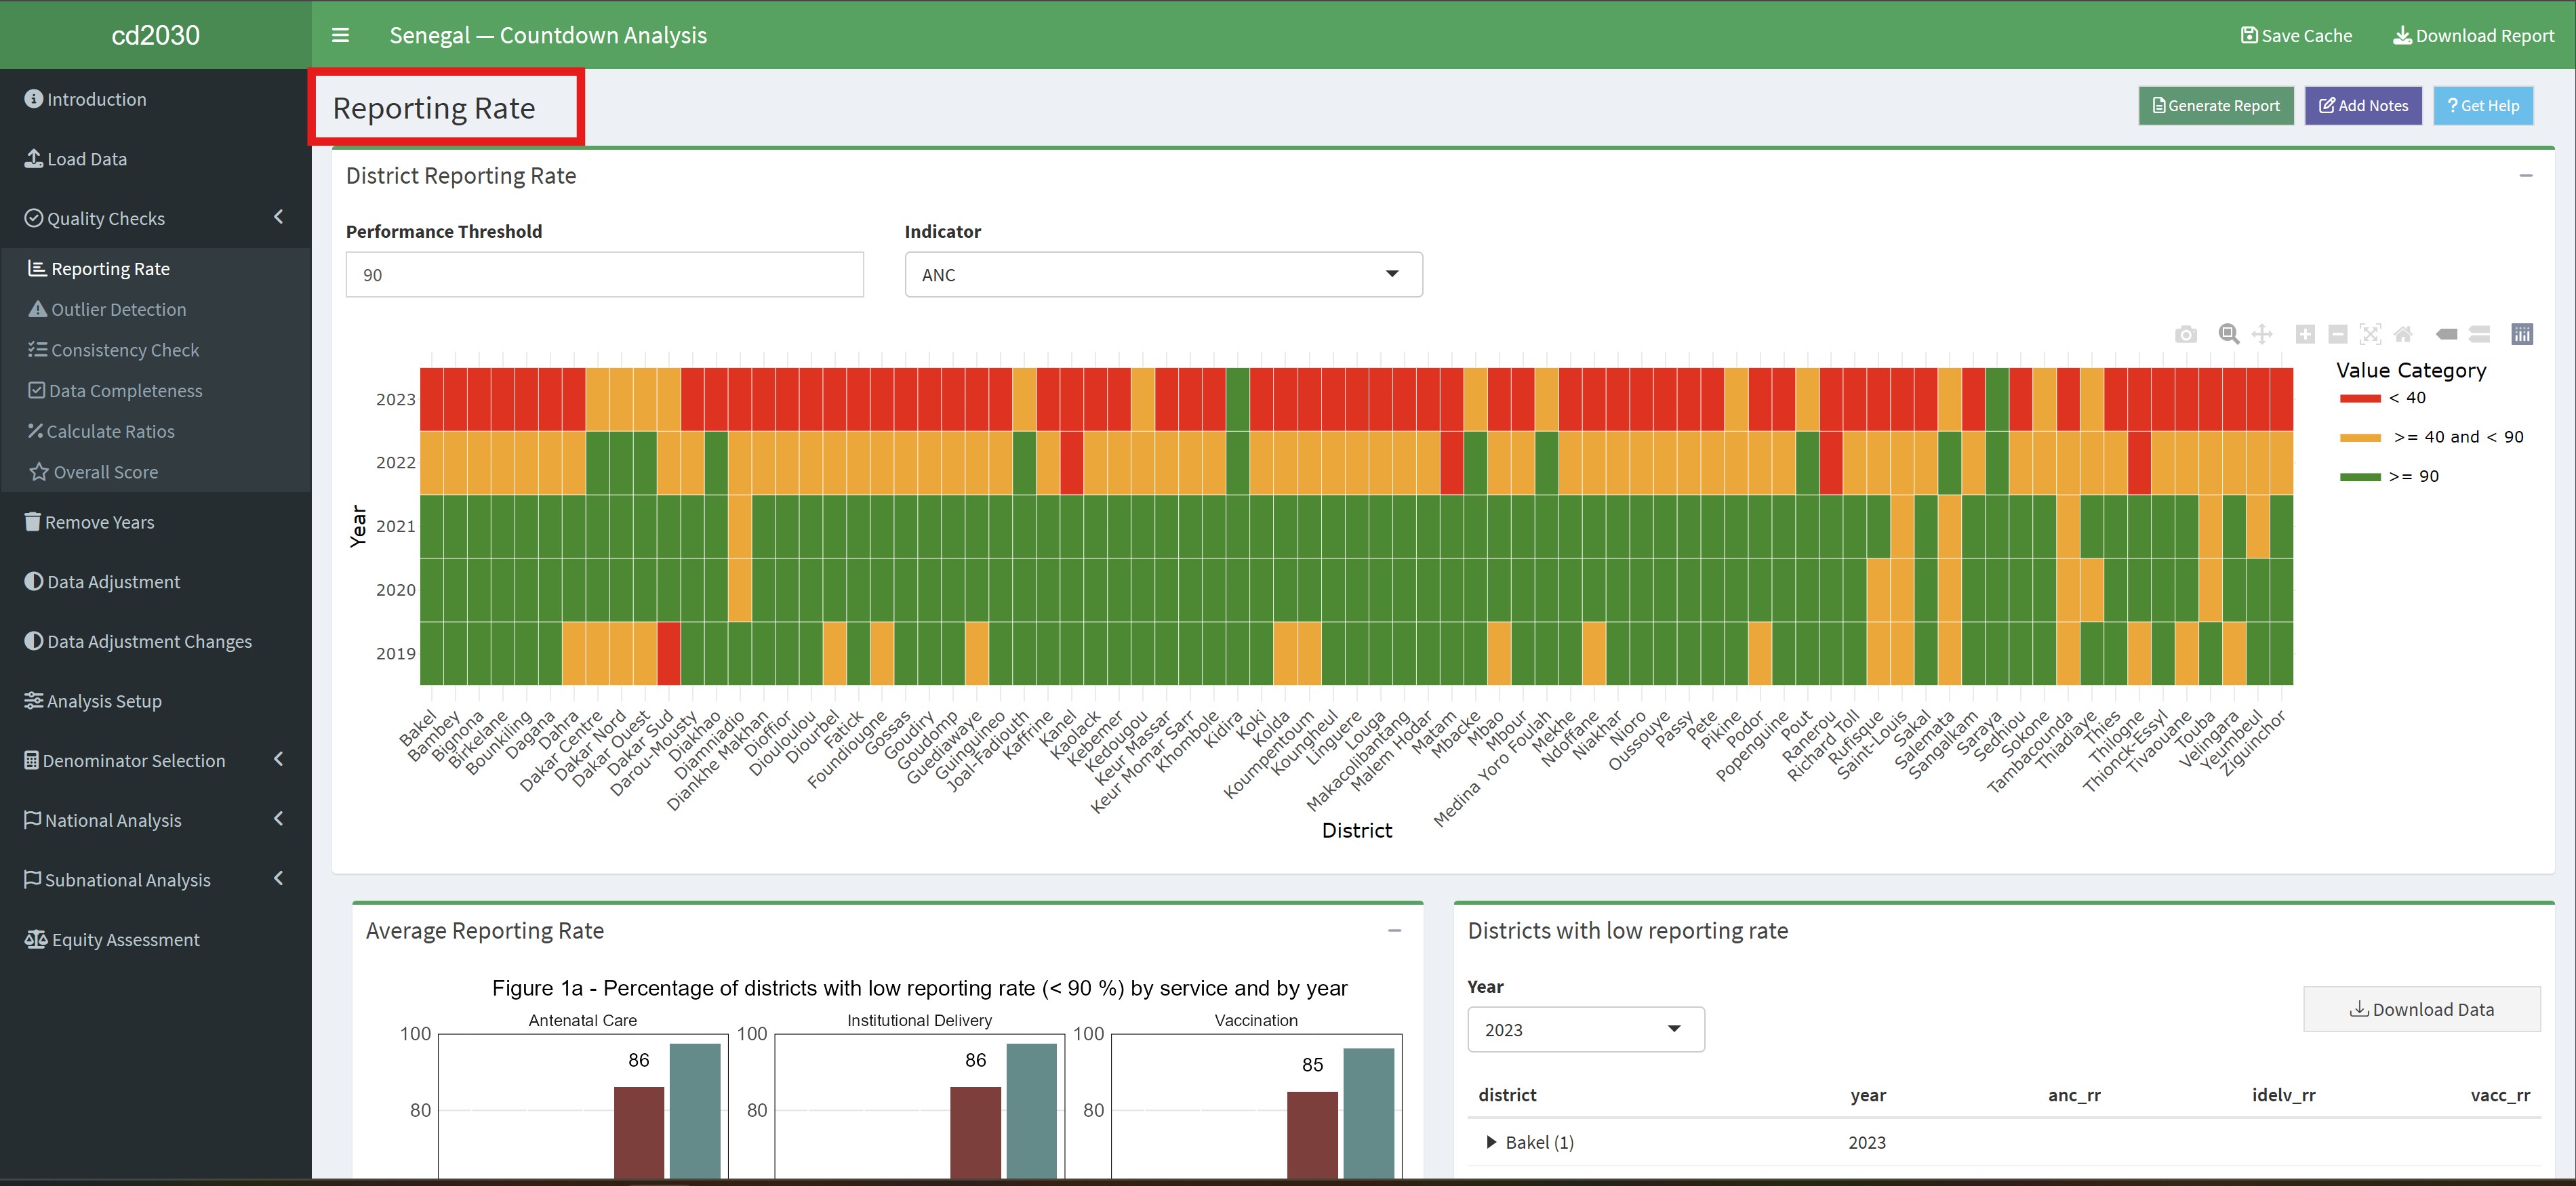 cd2030
Senegal — Countdown Analysis
Save Cache
Download Report
Introduction
Load Data
Quality Checks
Reporting Rate
Outlier Detection
Consistency Check
Data Completeness
Calculate Ratios
Overall Score
Remove Years
Data Adjustment
Data Adjustment Changes
Analysis Setup
Denominator Selection
National Analysis
Subnational Analysis
Equity Assessment
Reporting Rate
Generate Report
Add Notes
? Get Help
District Reporting Rate
Performance Threshold
Indicator
90
ANC
Value Category
< 40
>= 40 and < 90
>= 90
Year
2023
2022
2021
2020
2019
Bakel
Bambey
Bignona
Birkelane
Bounkiling
Dagana
Dahra
Dakar Centre
Dakar Nord
Dakar Ouest
Dakar Sud
Darou-Mousty
Diakhao
Diamniadio
Diankhe Makhan
Dioffior
Diouloulou
Diourbel
Fatick
Foundiougne
Gossas
Goudiry
Goudomp
Guediawaye
Guinguineo
Joal-Fadiouth
Kaffrine
Kanel
Kaolack
Kebemer
Kedougou
Keur Massar
Keur Momar Sarr
Khombole
Kidira
Koki
Kolda
Koumpentoum
Koungheul
Linguere
Louga
Makacolibantang
Malem Hodar
Matam
Mbacke
Mbao
Mbour
Medina Yoro Foulah
Mekhe
Ndoffane
Niakhar
Nioro
Oussouye
Passy
Pete
Pikine
Podor
Popenguine
Pout
Ranerou
Richard Toll
Rufisque
Saint-Louis
Sakal
Salemata
Sangalkam
Saraya
Sedhiou
Sokone
Tambacounda
Thiadiaye
Thies
Thilogne
Thionck-Essyl
Tivaouane
Touba
Velingara
Yeumbeul
Ziguinchor
District
Average Reporting Rate
Figure 1a - Percentage of districts with low reporting rate (< 90 %) by service and by year
Antenatal Care
Institutional Delivery
Vaccination
100
80
86
100
80
86
100
80
85
Districts with low reporting rate
Year
2023
Download Data
district year anc_rr idelv_rr vacc_rr
Bakel (1) 2023